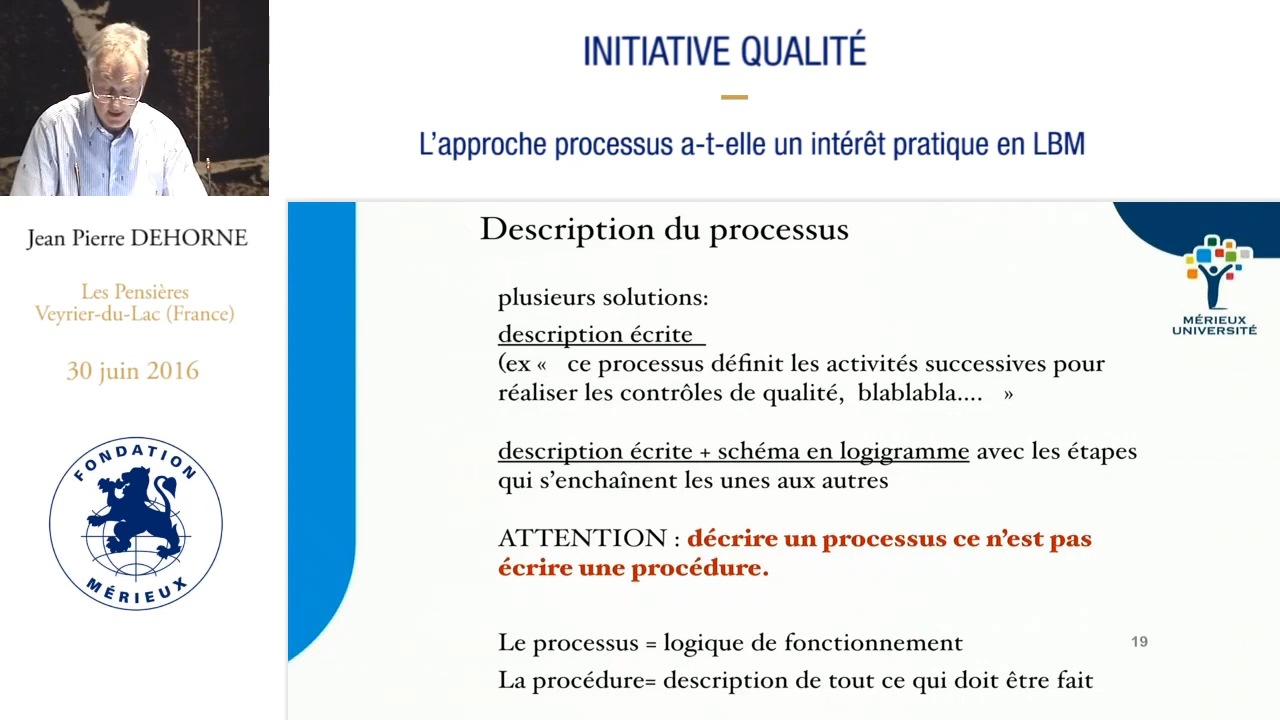 INITIATIVE QUALITÉ
L’approche processus a-t-elle un intérêt pratique en LBM
Jean Pierre DEHORNE
Les Pensières
Veyrier-du-Lac (France)
30 juin 2016
FONDATION
MÉRIEUX
Description du processus
MÉRIEUX
UNIVERSITÉ
plusieurs solutions:
description écrite
(ex « ce processus définit les activités successives pour
réaliser les contrôles de qualité, blablabla.... »
description écrite + schéma en logigramme avec les étapes
qui s’enchaînent les unes aux autres
ATTENTION : décrire un processus ce n’est pas
écrire une procédure.
Le processus = logique de fonctionnement
19
La procédure= description de tout ce qui doit être fait